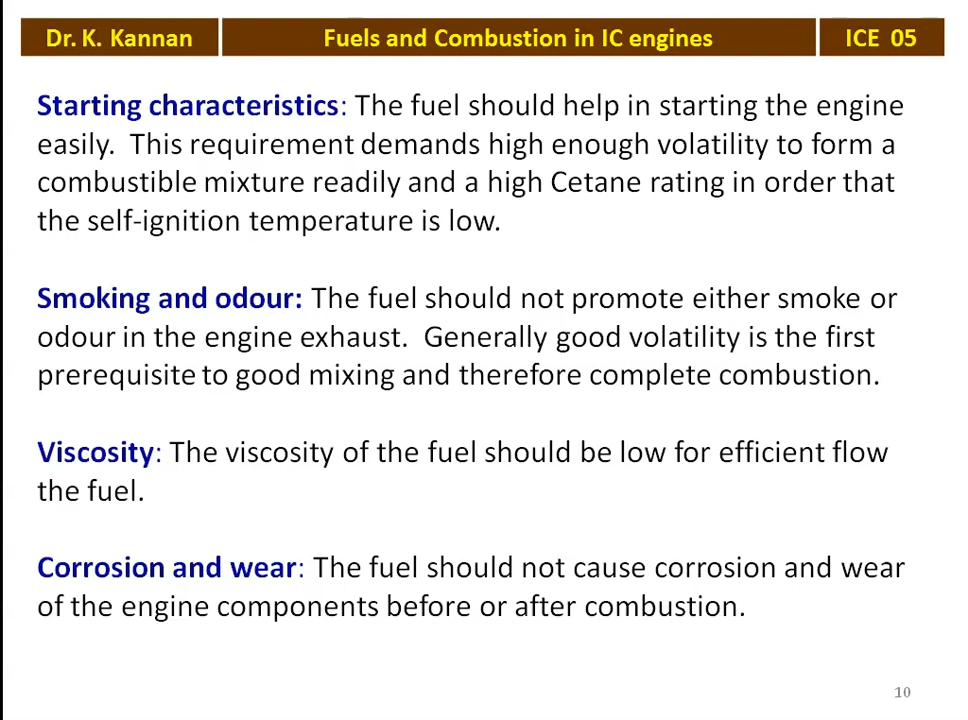 Dr. K. Kannan Fuels and Combustion in IC engines ICE 05
Starting characteristics: The fuel should help in starting the engine
easily. This requirement demands high enough volatility to form a
combustible mixture readily and a high Cetane rating in order that
the self-ignition temperature is low.
Smoking and odour: The fuel should not promote either smoke or
odour in the engine exhaust. Generally good volatility is the first
prerequisite to good mixing and therefore complete combustion.
Viscosity: The viscosity of the fuel should be low for efficient flow
the fuel.
Corrosion and wear: The fuel should not cause corrosion and wear
of the engine components before or after combustion.
10